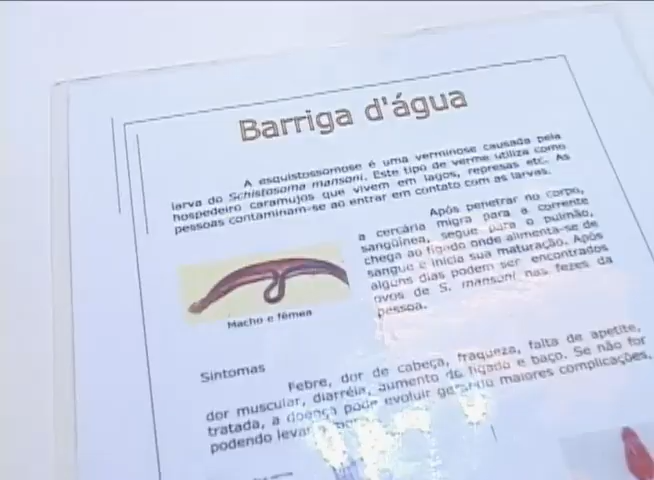 Barriga d'água
A esquistossomose é uma verminose causada pela
larva do Schistosoma mansoni. Este tipo de verme utiliza como
hospedeiro caramujos que vivem em lagos, represas etc. As
pessoas contaminam-se ao entrar em contato com as larvas.
Após penetrar no corpo,
a cercária migra para a corrente
sangüínea, segue para o pulmão,
chega ao fígado onde alimenta-se de
sangue e inicia sua maturação. Após
alguns dias podem ser encontrados
ovos de S. mansoni nas fezes da
pessoa.
Macho e fêmea
Sintomas
Febre, dor de cabeça, fraqueza, falta de apetite,
dor muscular, diarréia, aumento do fígado e baço. Se não for
tratada, a doença pode evoluir gerando maiores complicações,
podendo levar